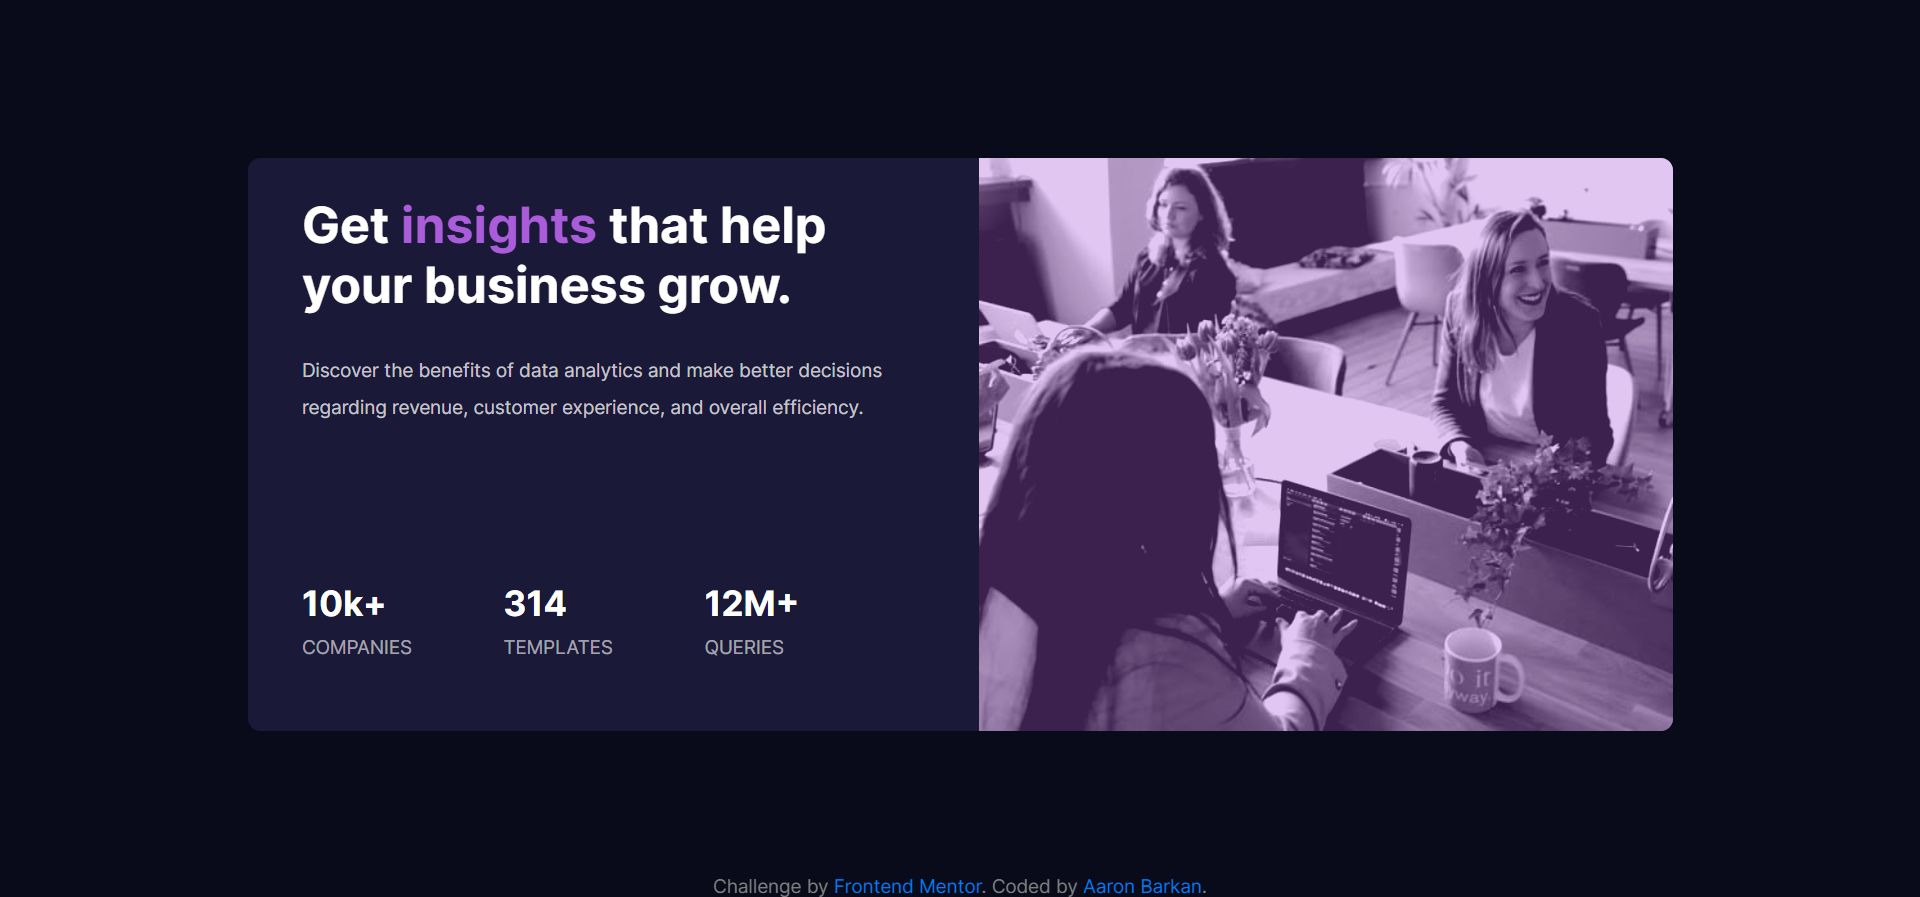 Get insights that help
your business grow.
Discover the benefits of data analytics and make better decisions
regarding revenue, customer experience, and overall efficiency.
10k+
COMPANIES
314
TEMPLATES
12M+
QUERIES
Challenge by Frontend Mentor. Coded by Aaron Barkan.